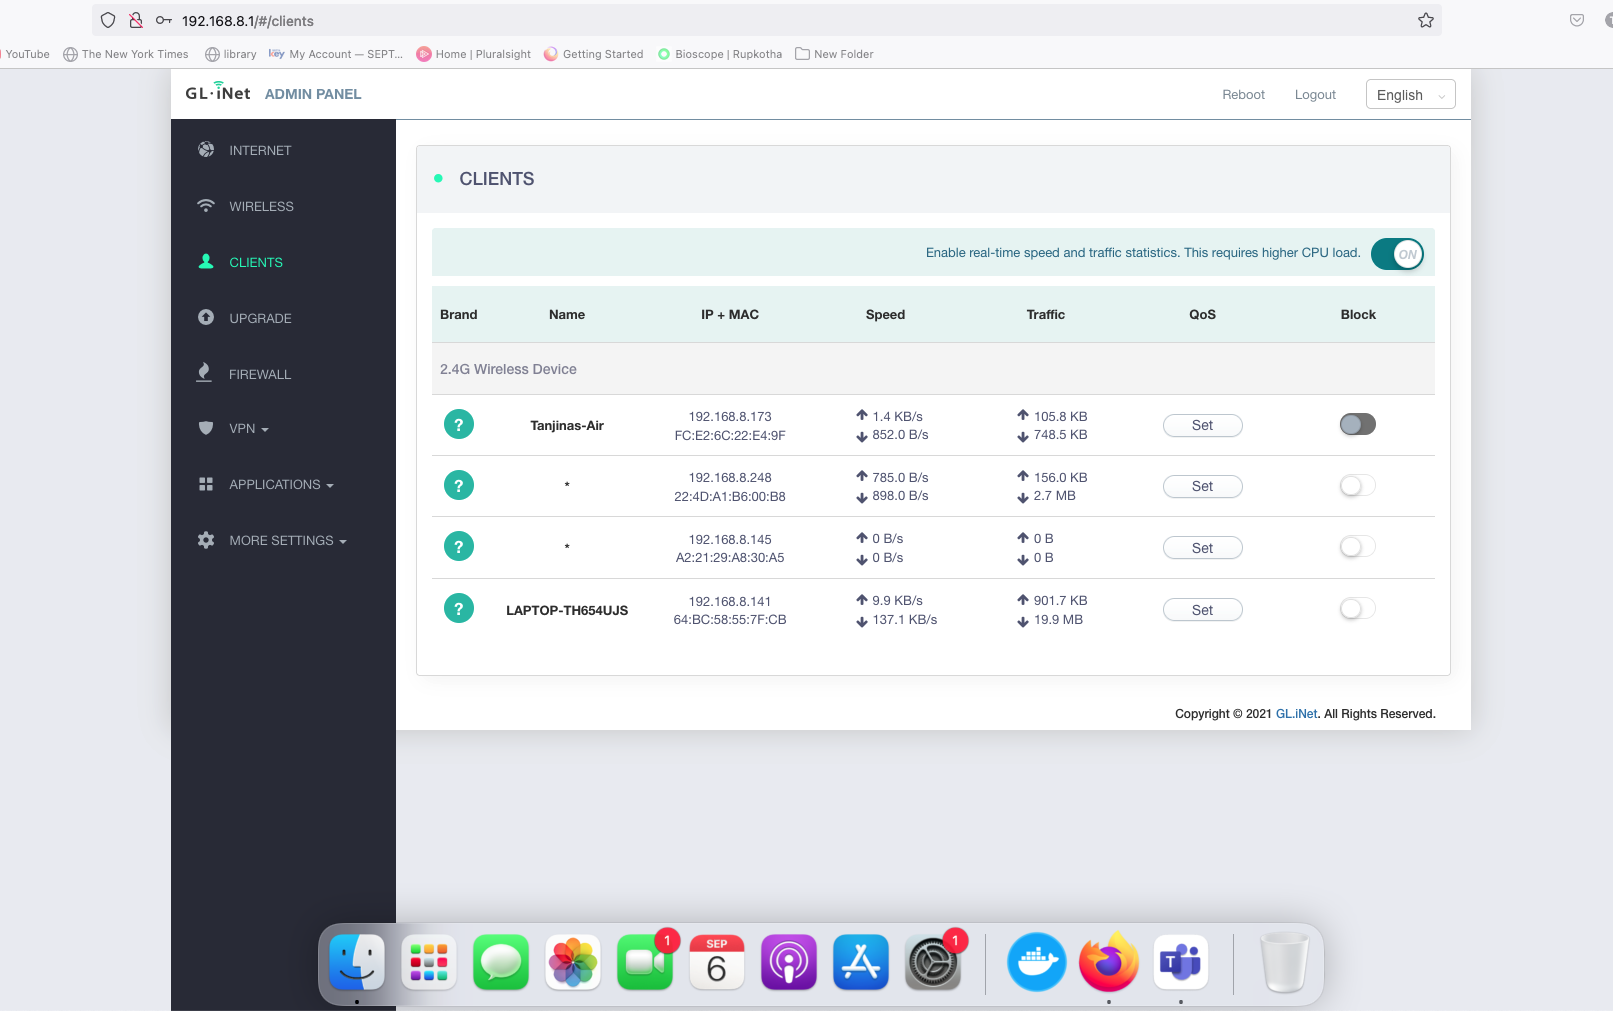 192.168.8.1/#/clients
YouTube The New York Times library My Account — SEPT... Home | Pluralsight Getting Started Bioscope | Rupkotha New Folder
GL·iNet ADMIN PANEL Reboot Logout English
INTERNET
WIRELESS
CLIENTS
UPGRADE
FIREWALL
VPN
APPLICATIONS
MORE SETTINGS
CLIENTS
Enable real-time speed and traffic statistics. This requires higher CPU load. ON
Brand Name IP + MAC Speed Traffic QoS Block
2.4G Wireless Device
? Tanjinas-Air 192.168.8.173 1.4 KB/s 105.8 KB Set
FC:E2:6C:22:E4:9F 852.0 B/s 748.5 KB
? * 192.168.8.248 785.0 B/s 156.0 KB Set
22:4D:A1:B6:00:B8 898.0 B/s 2.7 MB
? * 192.168.8.145 0 B/s 0 B Set
A2:21:29:A8:30:A5 0 B/s 0 B
? LAPTOP-TH654UJS 192.168.8.141 9.9 KB/s 901.7 KB Set
64:BC:58:55:7F:CB 137.1 KB/s 19.9 MB
Copyright © 2021 GL.iNet. All Rights Reserved.
1 SEP 1
6 T